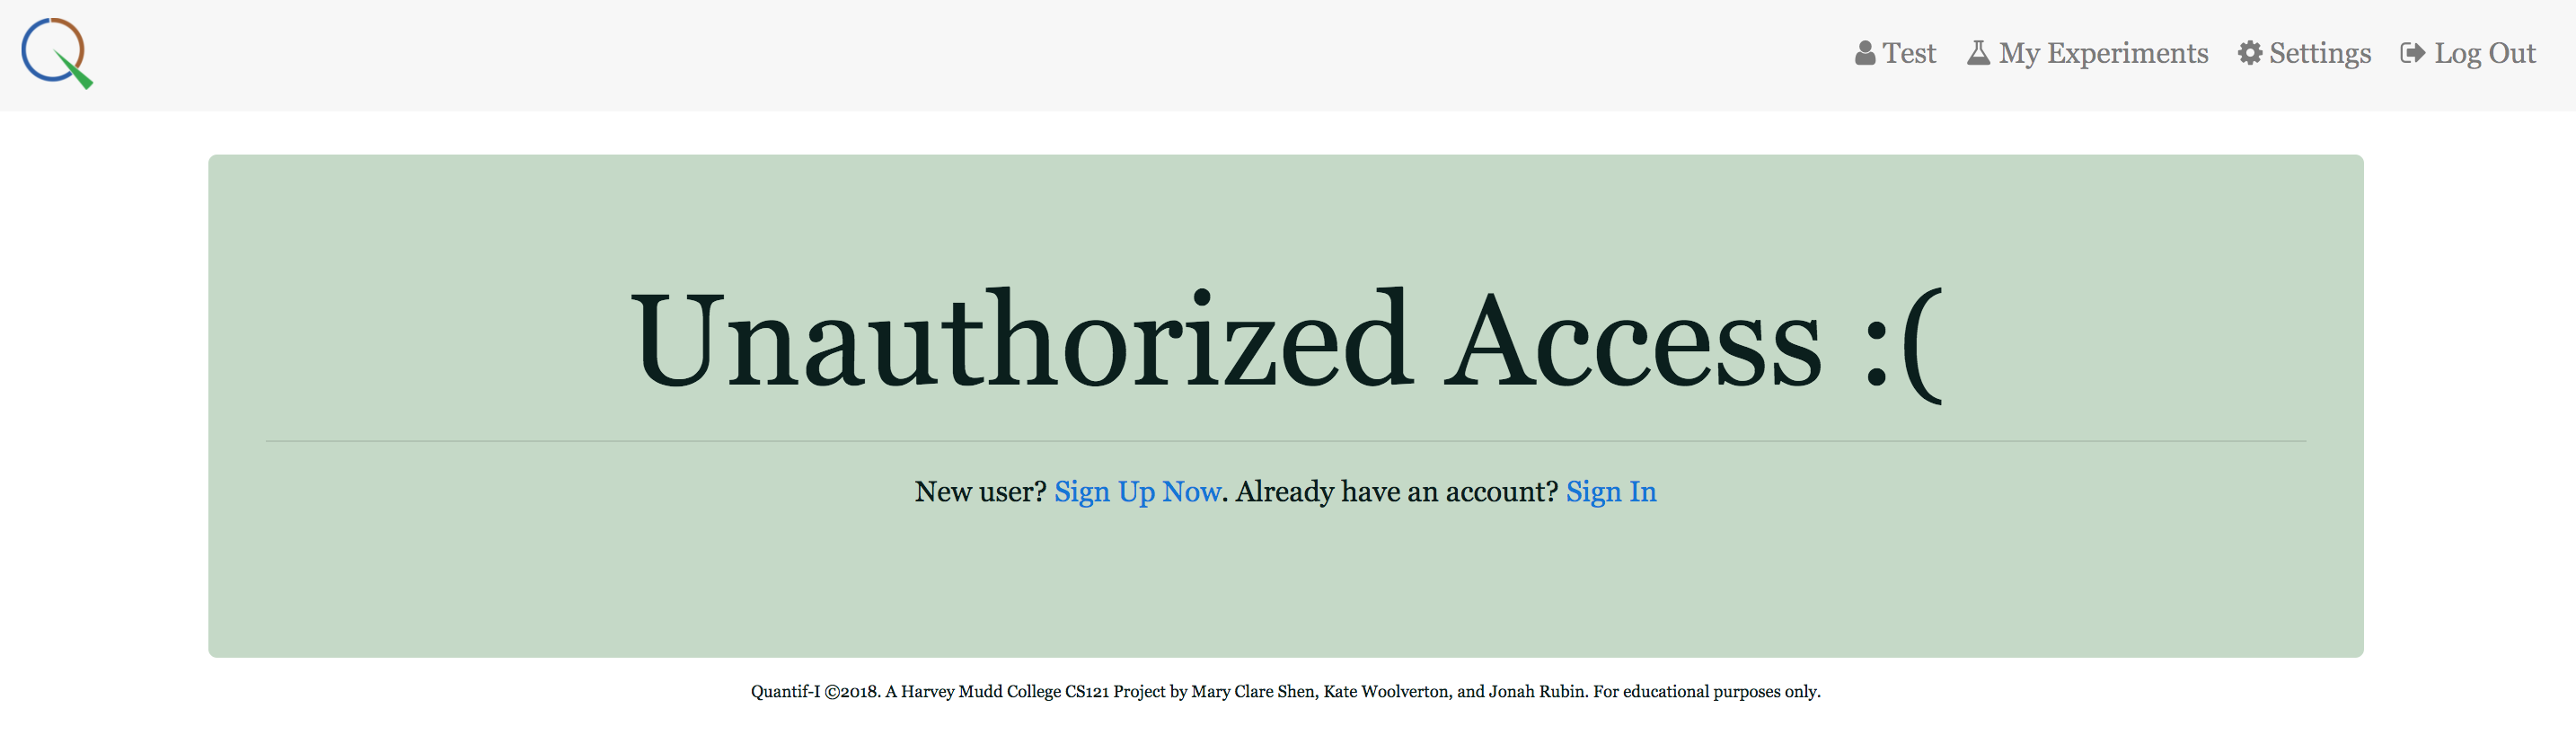 Test My Experiments Settings Log Out
Unauthorized Access :(
New user? Sign Up Now. Already have an account? Sign In
Quantif-I ©2018. A Harvey Mudd College CS121 Project by Mary Clare Shen, Kate Woolverton, and Jonah Rubin. For educational purposes only.